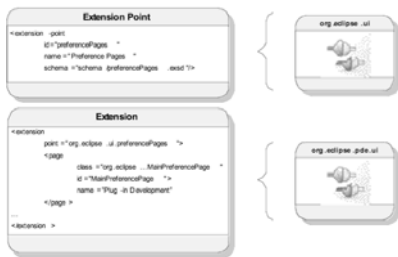 Extension Point
<extension -point
id="preferencePages "
name="Preference Pages "
schema="schema /preferencePages .exsd"/>
org.eclipse .ui
Extension
<extension
point="org.eclipse .ui.preferencePages ">
<page
class="org.eclipse ...MainPreferencePage "
id="MainPreferencePage ">
name="Plug -in Development"
</page >
...
</extension >
org.eclipse .pde.ui